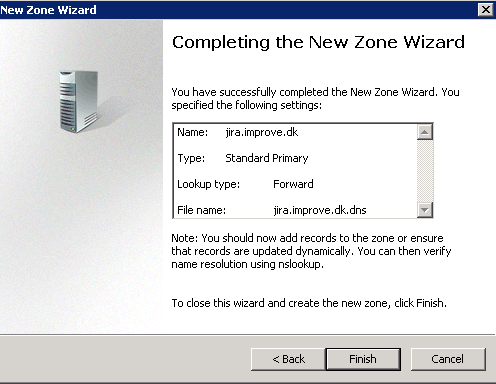 New Zone Wizard
Completing the New Zone Wizard
You have successfully completed the New Zone Wizard. You
specified the following settings:
Name: jira.improve.dk
Type: Standard Primary
Lookup type: Forward
File name: jira.improve.dk.dns
Note: You should now add records to the zone or ensure
that records are updated dynamically. You can then verify
name resolution using nslookup.
To close this wizard and create the new zone, click Finish.
< Back Finish Cancel